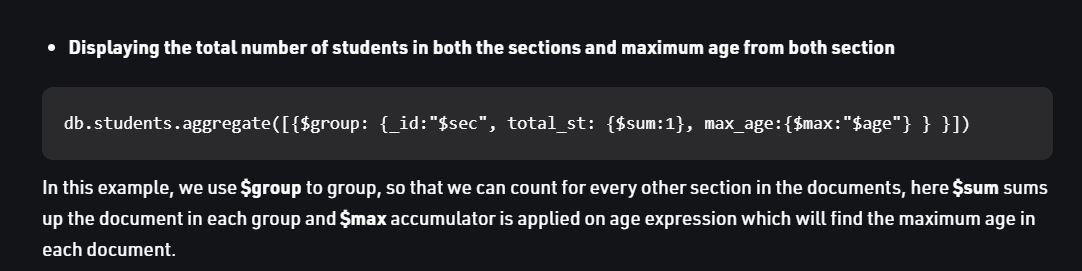 • Displaying the total number of students in both the sections and maximum age from both section
db.students.aggregate([{$group: {_id:"$sec", total_st: {$sum:1}, max_age:{$max:"$age"} } }])
In this example, we use $group to group, so that we can count for every other section in the documents, here $sum sums
up the document in each group and $max accumulator is applied on age expression which will find the maximum age in
each document.